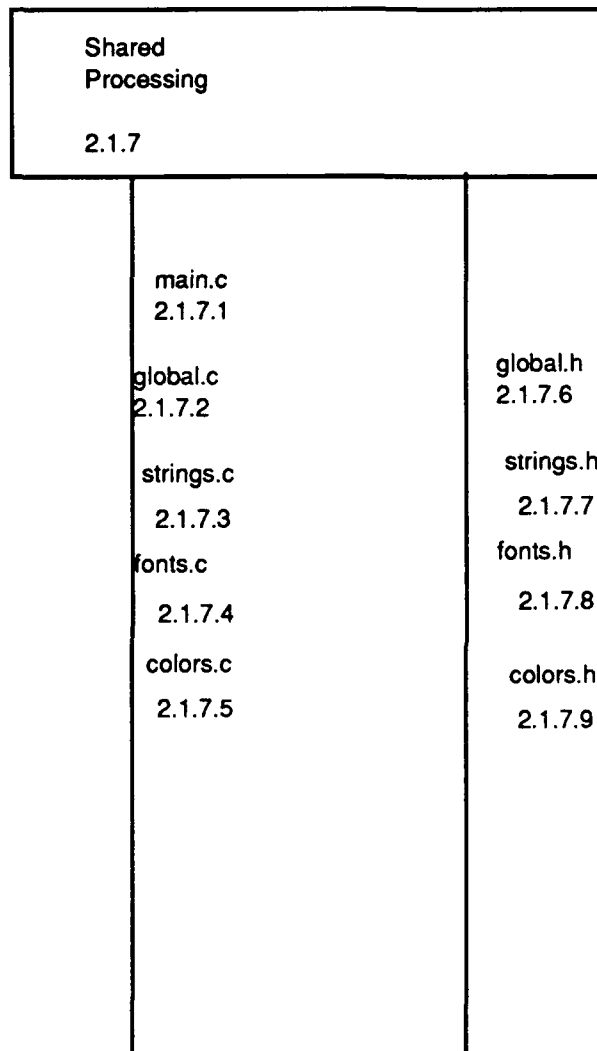 Shared
Processing
2.1.7
main.c
2.1.7.1
global.c
2.1.7.2
strings.c
2.1.7.3
fonts.c
2.1.7.4
colors.c
2.1.7.5
global.h
2.1.7.6
strings.h
2.1.7.7
fonts.h
2.1.7.8
colors.h
2.1.7.9